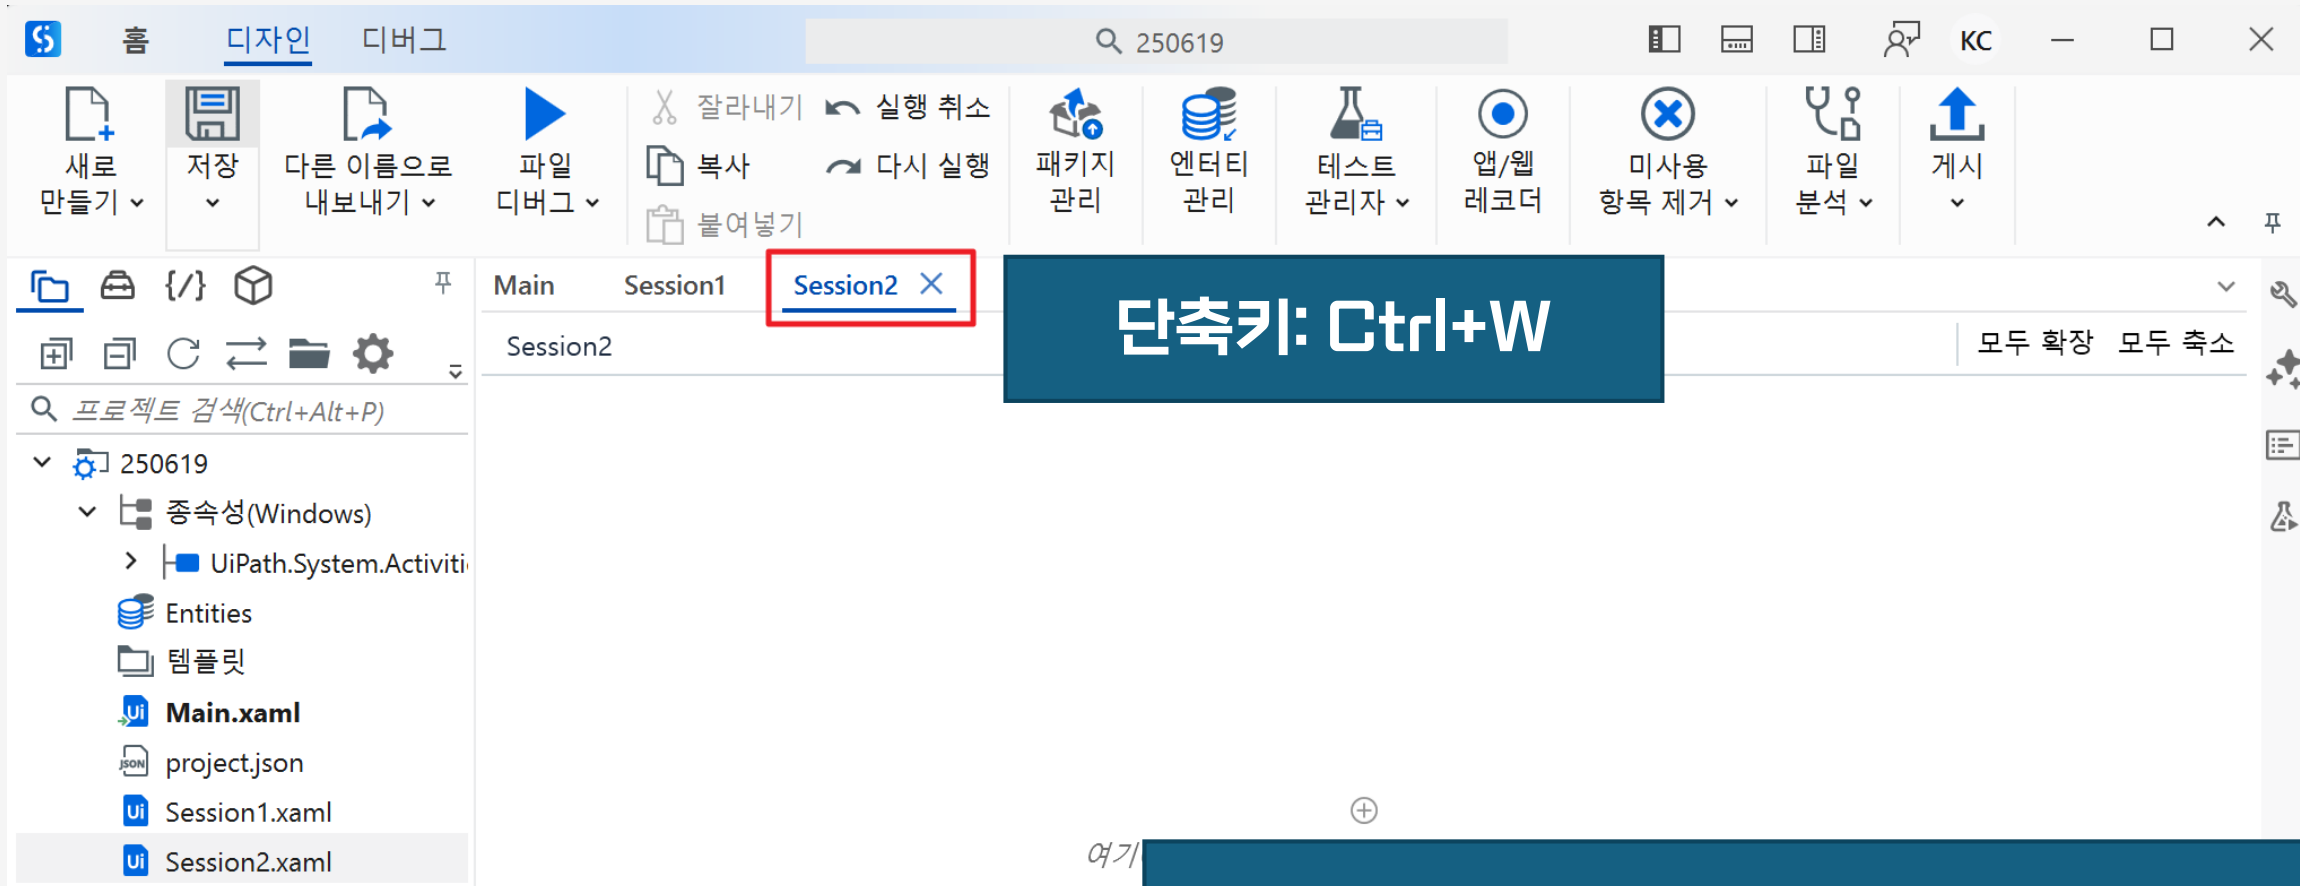 홈 디자인 디버그 250619 KC
새로 만들기
저장
다른 이름으로 내보내기
파일 디버그
잘라내기
복사
붙여넣기
실행 취소
다시 실행
패키지 관리
엔터티 관리
테스트 관리자
앱/웹 레코더
미사용 항목 제거
파일 분석
게시
Main Session1 Session2
단축키: Ctrl+W
Session2
모두 확장 모두 축소
프로젝트 검색(Ctrl+Alt+P)
250619
종속성(Windows)
UiPath.System.Activiti
Entities
템플릿
Main.xaml
JSON project.json
Ui Session1.xaml
Ui Session2.xaml
여기